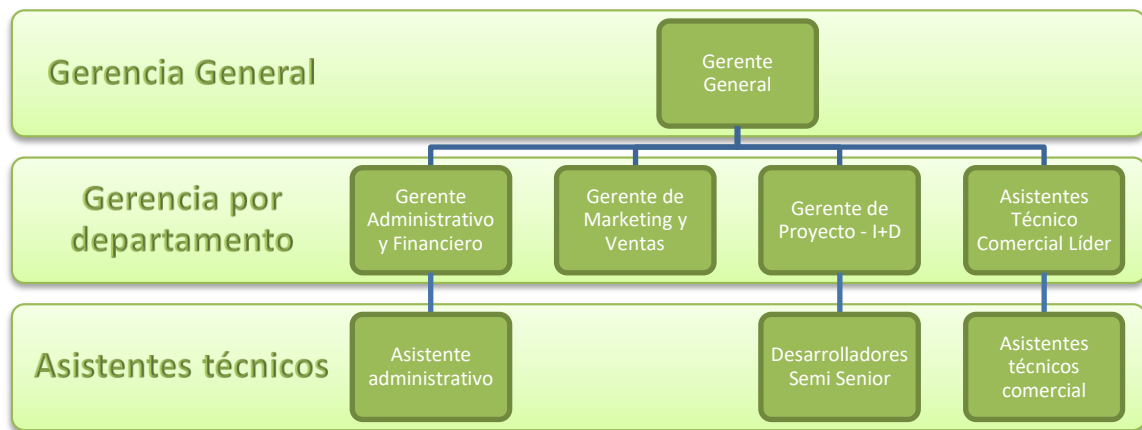 Gerencia General
Gerente
General
Gerencia por
departamento
Gerente
Administrativo
y Financiero
Gerente de
Marketing y
Ventas
Gerente de
Proyecto - I+D
Asistentes
Técnico
Comercial Líder
Asistentes técnicos
Asistente
administrativo
Desarrolladores
Semi Senior
Asistentes
técnicos
comercial